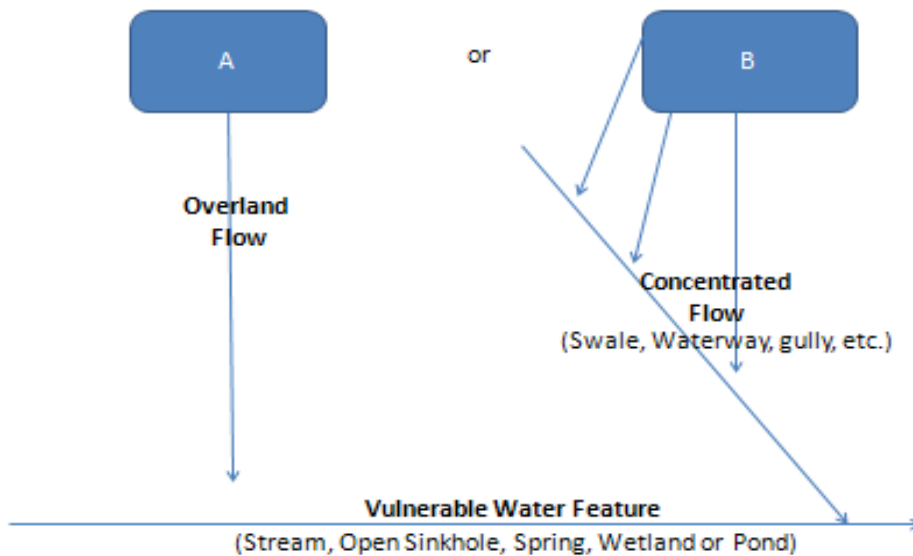 A
or
B
Overland
Flow
Concentrated
Flow
(Swale, Waterway, gully, etc.)
Vulnerable Water Feature
(Stream, Open Sinkhole, Spring, Wetland or Pond)